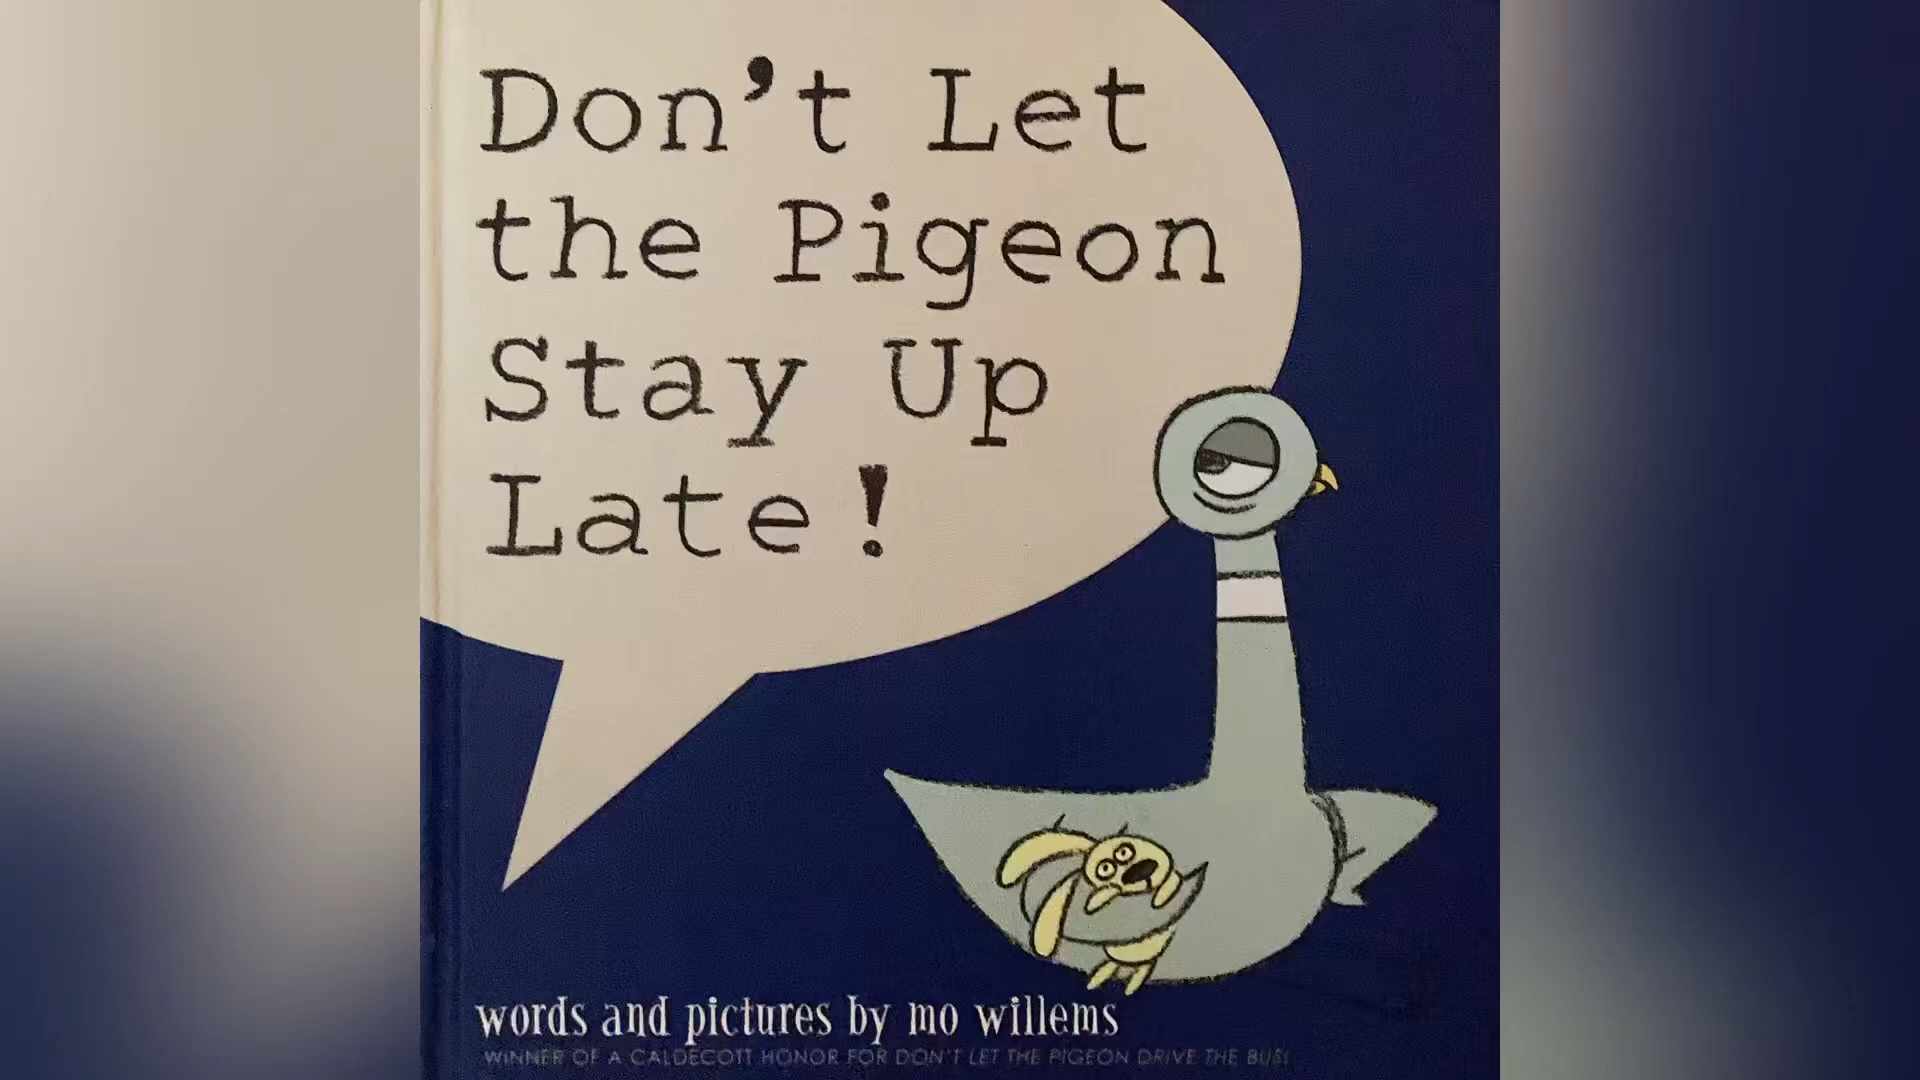 Don't Let
the Pigeon
Stay Up
Late!
words and pictures by mo willems
WINNER OF A CALDECOTT HONOR FOR DON'T LET THE PIGEON DRIVE THE BUS!